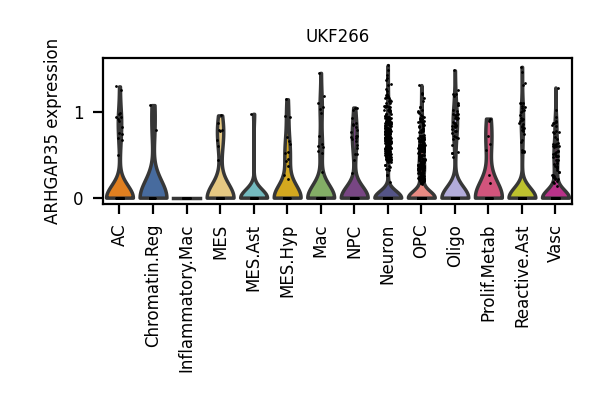 UKF266
ARHGAP35 expression
1
0
AC
Chromatin.Reg
Inflammatory.Mac
MES
MES.Ast
MES.Hyp
Mac
NPC
Neuron
OPC
Oligo
Prolif.Metab
Reactive.Ast
Vasc